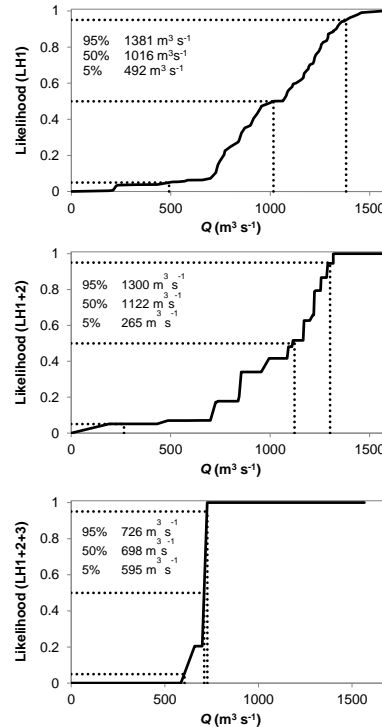 Likelihood (LH1)
1
0.8
0.6
0.4
0.2
0
95% 1381 m³ s⁻¹
50% 1016 m³s⁻¹
5% 492 m³ s⁻¹
0 500 1000 1500
Q (m³ s⁻¹)
Likelihood (LH1+2)
1
0.8
0.6
0.4
0.2
0
95% 1300 m³ s⁻¹
50% 1122 m³ s⁻¹
5% 265 m³ s⁻¹
0 500 1000 1500
Q (m³ s⁻¹)
Likelihood (LH1+2+3)
1
0.8
0.6
0.4
0.2
0
95% 726 m³ s⁻¹
50% 698 m³ s⁻¹
5% 595 m³ s⁻¹
0 500 1000 1500
Q (m³ s⁻¹)